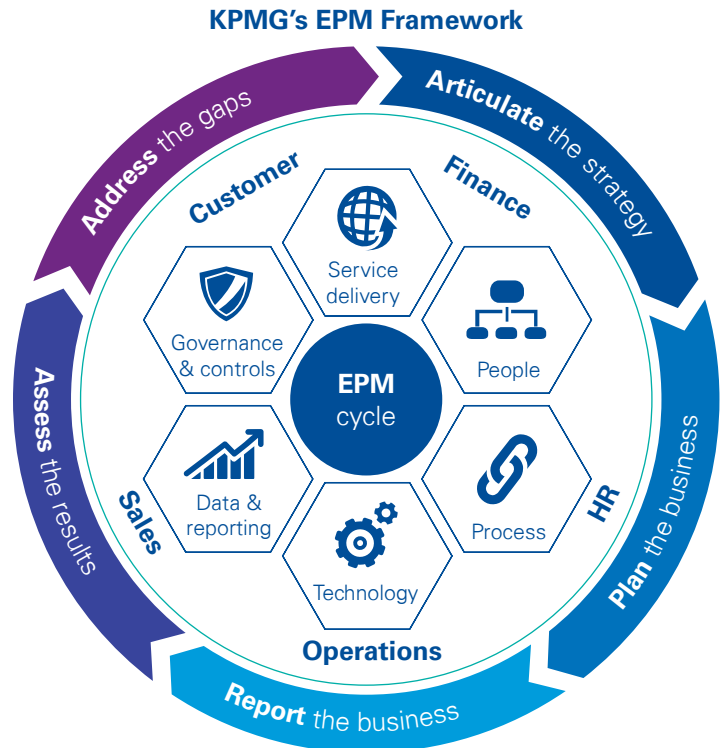 KPMG's EPM Framework
Articulate the strategy
Plan the business
Report the business
Assess the results
Address the gaps
Customer
Finance
HR
Operations
Sales
Service
delivery
People
Process
Technology
Data &
reporting
Governance
& controls
EPM
cycle